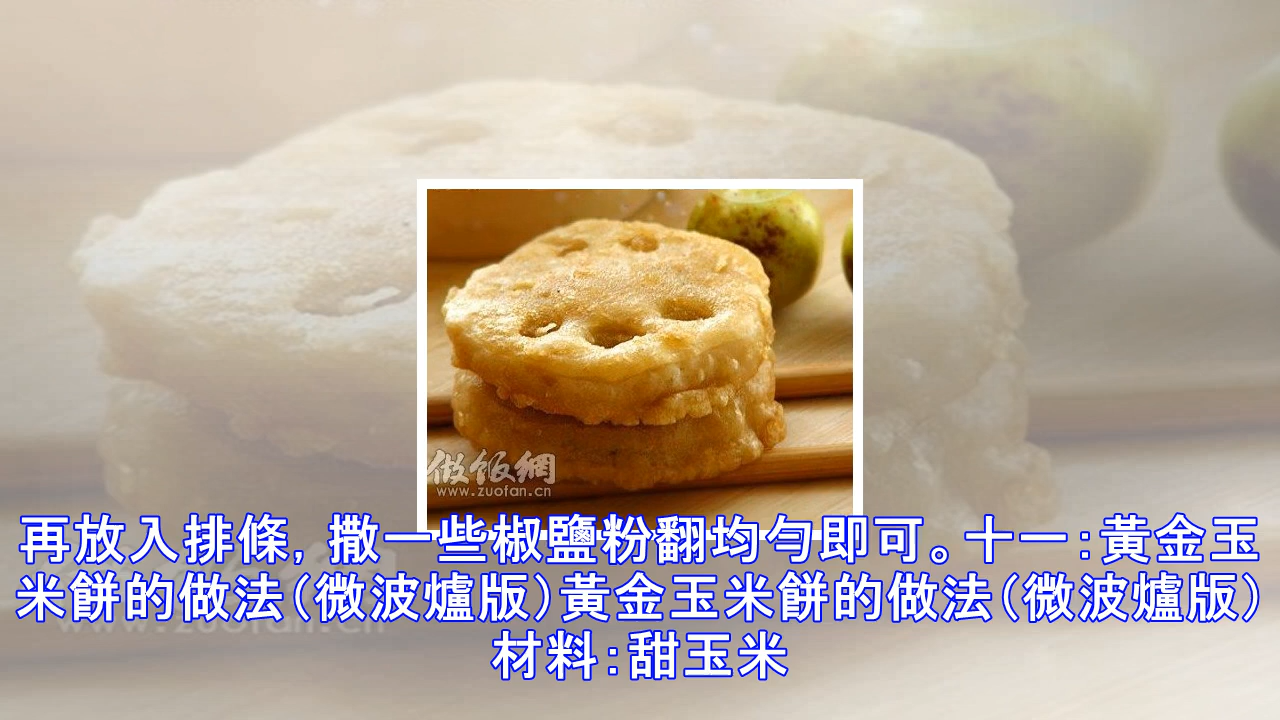 做饭網
www.zuofan.cn
再放入排條,撒一些椒鹽粉翻均勻即可。十一:黃金玉
米餅的做法(微波爐版)黃金玉米餅的做法(微波爐版)
材料:甜玉米